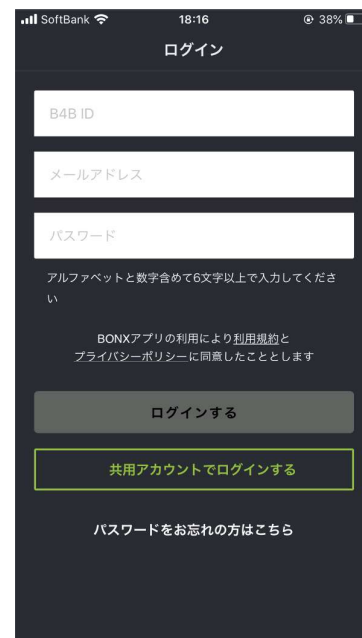 SoftBank 18:16 38%
ログイン
B4B ID
メールアドレス
パスワード
アルファベットと数字含めて6文字以上で入力してくださ
い
BONXアプリの利用により利用規約と
プライバシーポリシーに同意したこととします
ログインする
共用アカウントでログインする
パスワードをお忘れの方はこちら